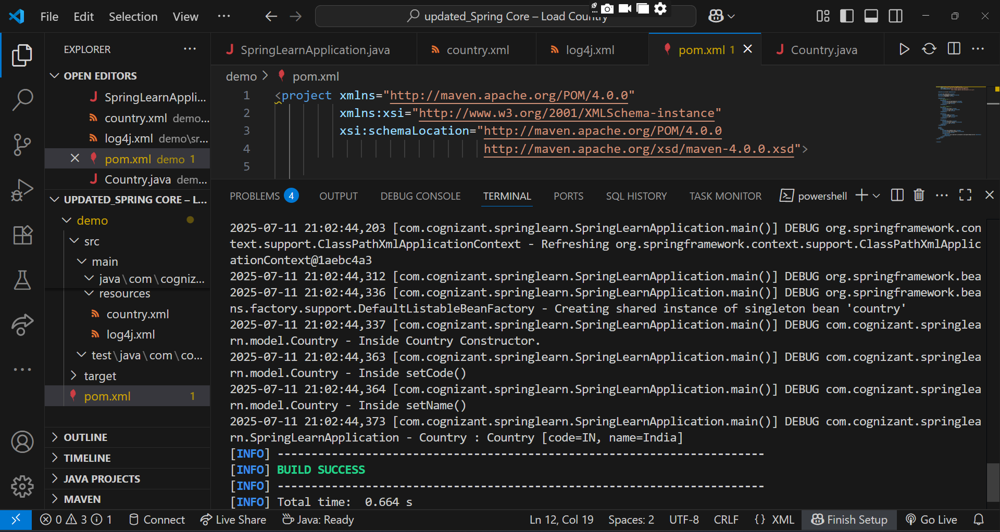 File Edit Selection View ··· updated_Spring Core – Load Country
EXPLORER ···
OPEN EDITORS
SpringLearnAppli...
country.xml demo...
log4j.xml demo\sr...
pom.xml demo 1
Country.java dem...
UPDATED_SPRING CORE – L...
demo
src
main
java\com\cogniz...
resources
country.xml
log4j.xml
test\java\com\co...
target
pom.xml 1
OUTLINE
TIMELINE
JAVA PROJECTS
MAVEN
SpringLearnApplication.java country.xml log4j.xml pom.xml 1 Country.java
demo > pom.xml
1 <project xmlns="http://maven.apache.org/POM/4.0.0"
2 xmlns:xsi="http://www.w3.org/2001/XMLSchema-instance"
3 xsi:schemaLocation="http://maven.apache.org/POM/4.0.0
4 http://maven.apache.org/xsd/maven-4.0.0.xsd">
5
PROBLEMS 4 OUTPUT DEBUG CONSOLE TERMINAL PORTS SQL HISTORY TASK MONITOR powershell
2025-07-11 21:02:44,203 [com.cognizant.springlearn.SpringLearnApplication.main()] DEBUG org.springframework.con
text.support.ClassPathXmlApplicationContext - Refreshing org.springframework.context.support.ClassPathXmlApplic
ationContext@1aebc4a3
2025-07-11 21:02:44,312 [com.cognizant.springlearn.SpringLearnApplication.main()] DEBUG org.springframework.bea
2025-07-11 21:02:44,336 [com.cognizant.springlearn.SpringLearnApplication.main()] DEBUG org.springframework.bea
ns.factory.support.DefaultListableBeanFactory - Creating shared instance of singleton bean 'country'
2025-07-11 21:02:44,337 [com.cognizant.springlearn.SpringLearnApplication.main()] DEBUG com.cognizant.springlea
rn.model.Country - Inside Country Constructor.
2025-07-11 21:02:44,363 [com.cognizant.springlearn.SpringLearnApplication.main()] DEBUG com.cognizant.springlea
rn.model.Country - Inside setCode()
2025-07-11 21:02:44,364 [com.cognizant.springlearn.SpringLearnApplication.main()] DEBUG com.cognizant.springlea
rn.model.Country - Inside setName()
2025-07-11 21:02:44,373 [com.cognizant.springlearn.SpringLearnApplication.main()] DEBUG com.cognizant.springlea
rn.SpringLearnApplication - Country : Country [code=IN, name=India]
[INFO] ------------------------------------------------------------------------
[INFO] BUILD SUCCESS
[INFO] ------------------------------------------------------------------------
[INFO] Total time:  0.664 s
0 3 1 Connect Live Share Java: Ready Ln 12, Col 19 Spaces: 2 UTF-8 CRLF {} XML Finish Setup Go Live